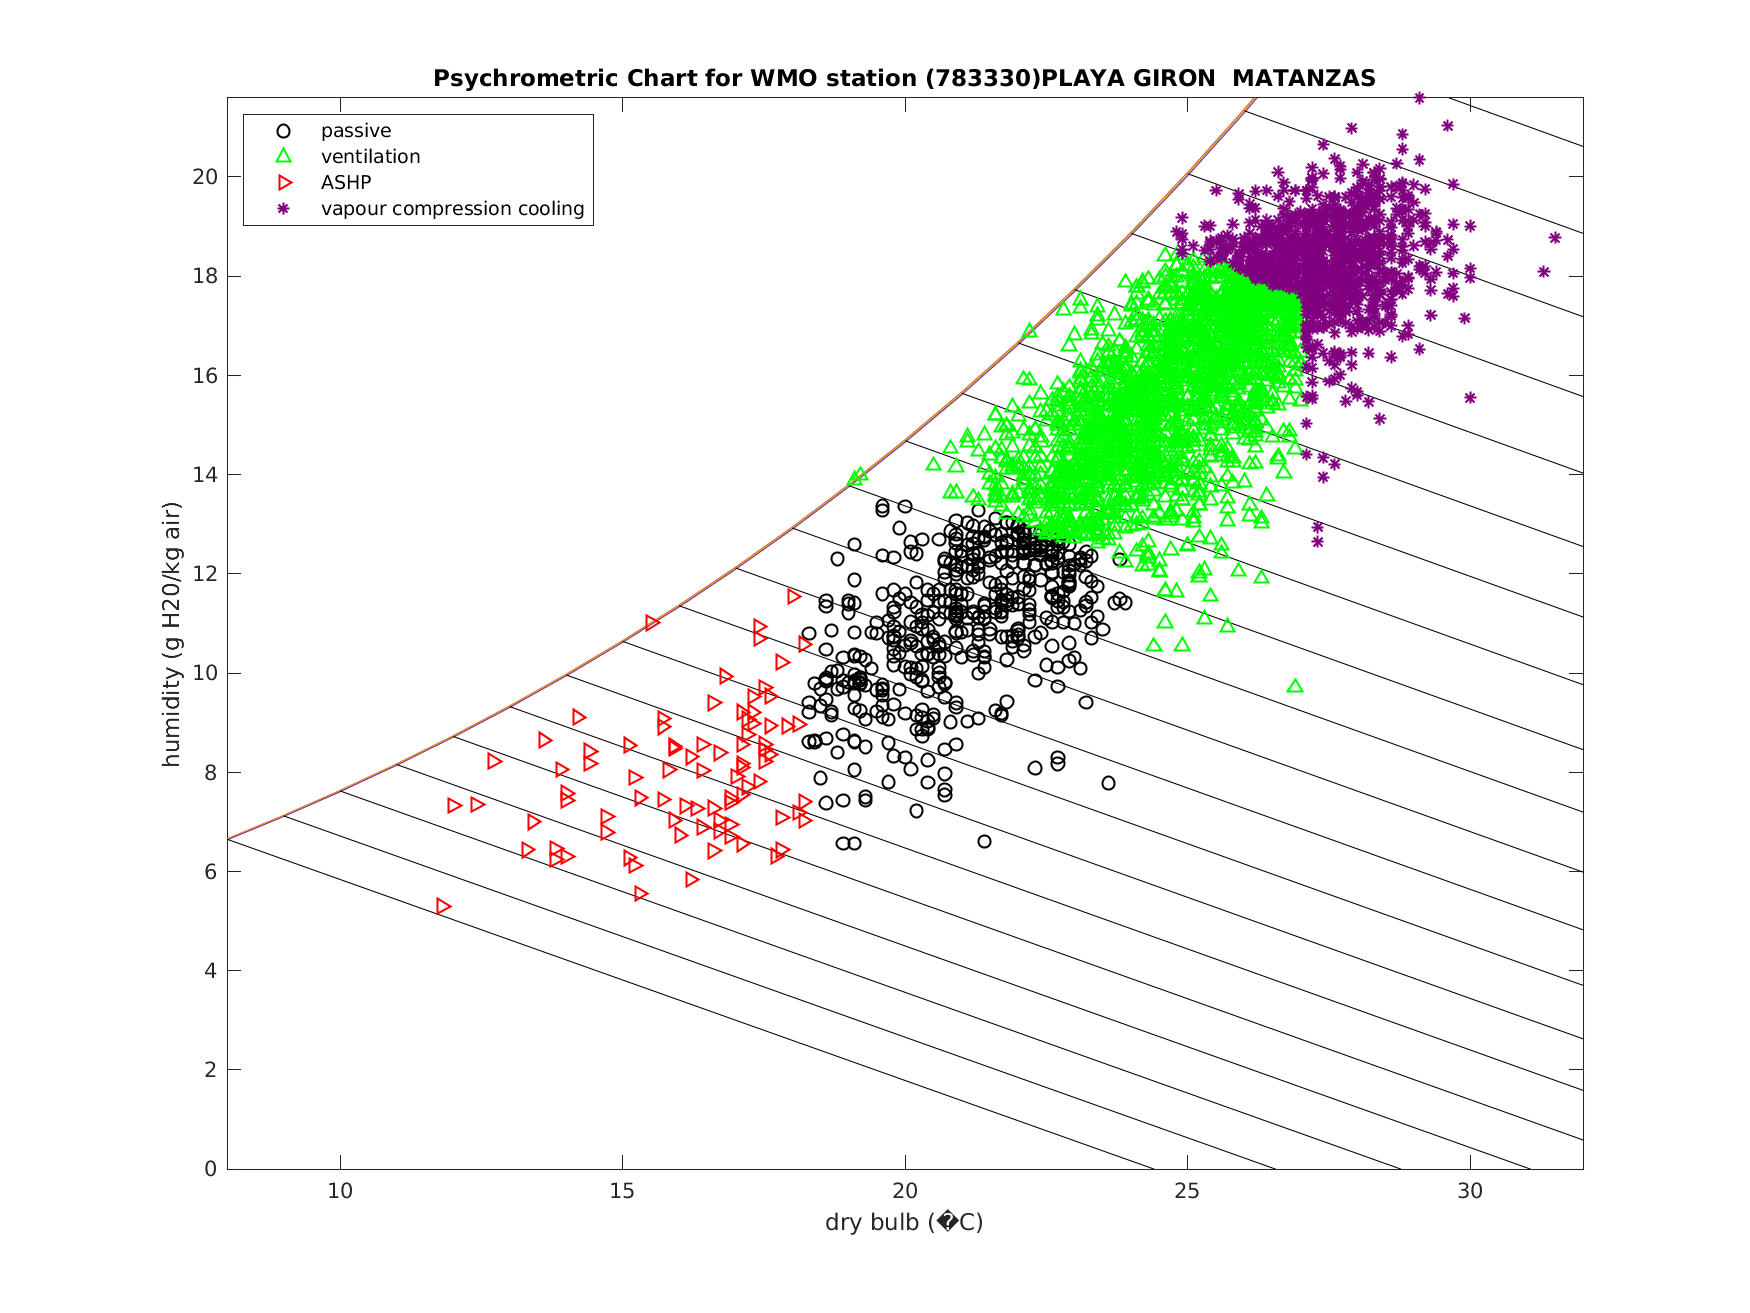 Psychrometric Chart for WMO station (783330)PLAYA GIRON  MATANZAS
passive
ventilation
ASHP
vapour compression cooling
humidity (g H20/kg air)
20
18
16
14
12
10
8
6
4
2
0
10 15 20 25 30
dry bulb (�C)